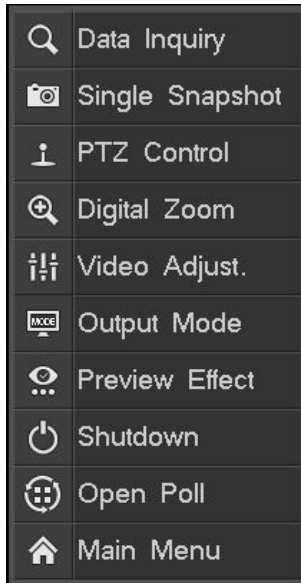 Data Inquiry
Single Snapshot
PTZ Control
Digital Zoom
Video Adjust.
MODE Output Mode
Preview Effect
Shutdown
Open Poll
Main Menu